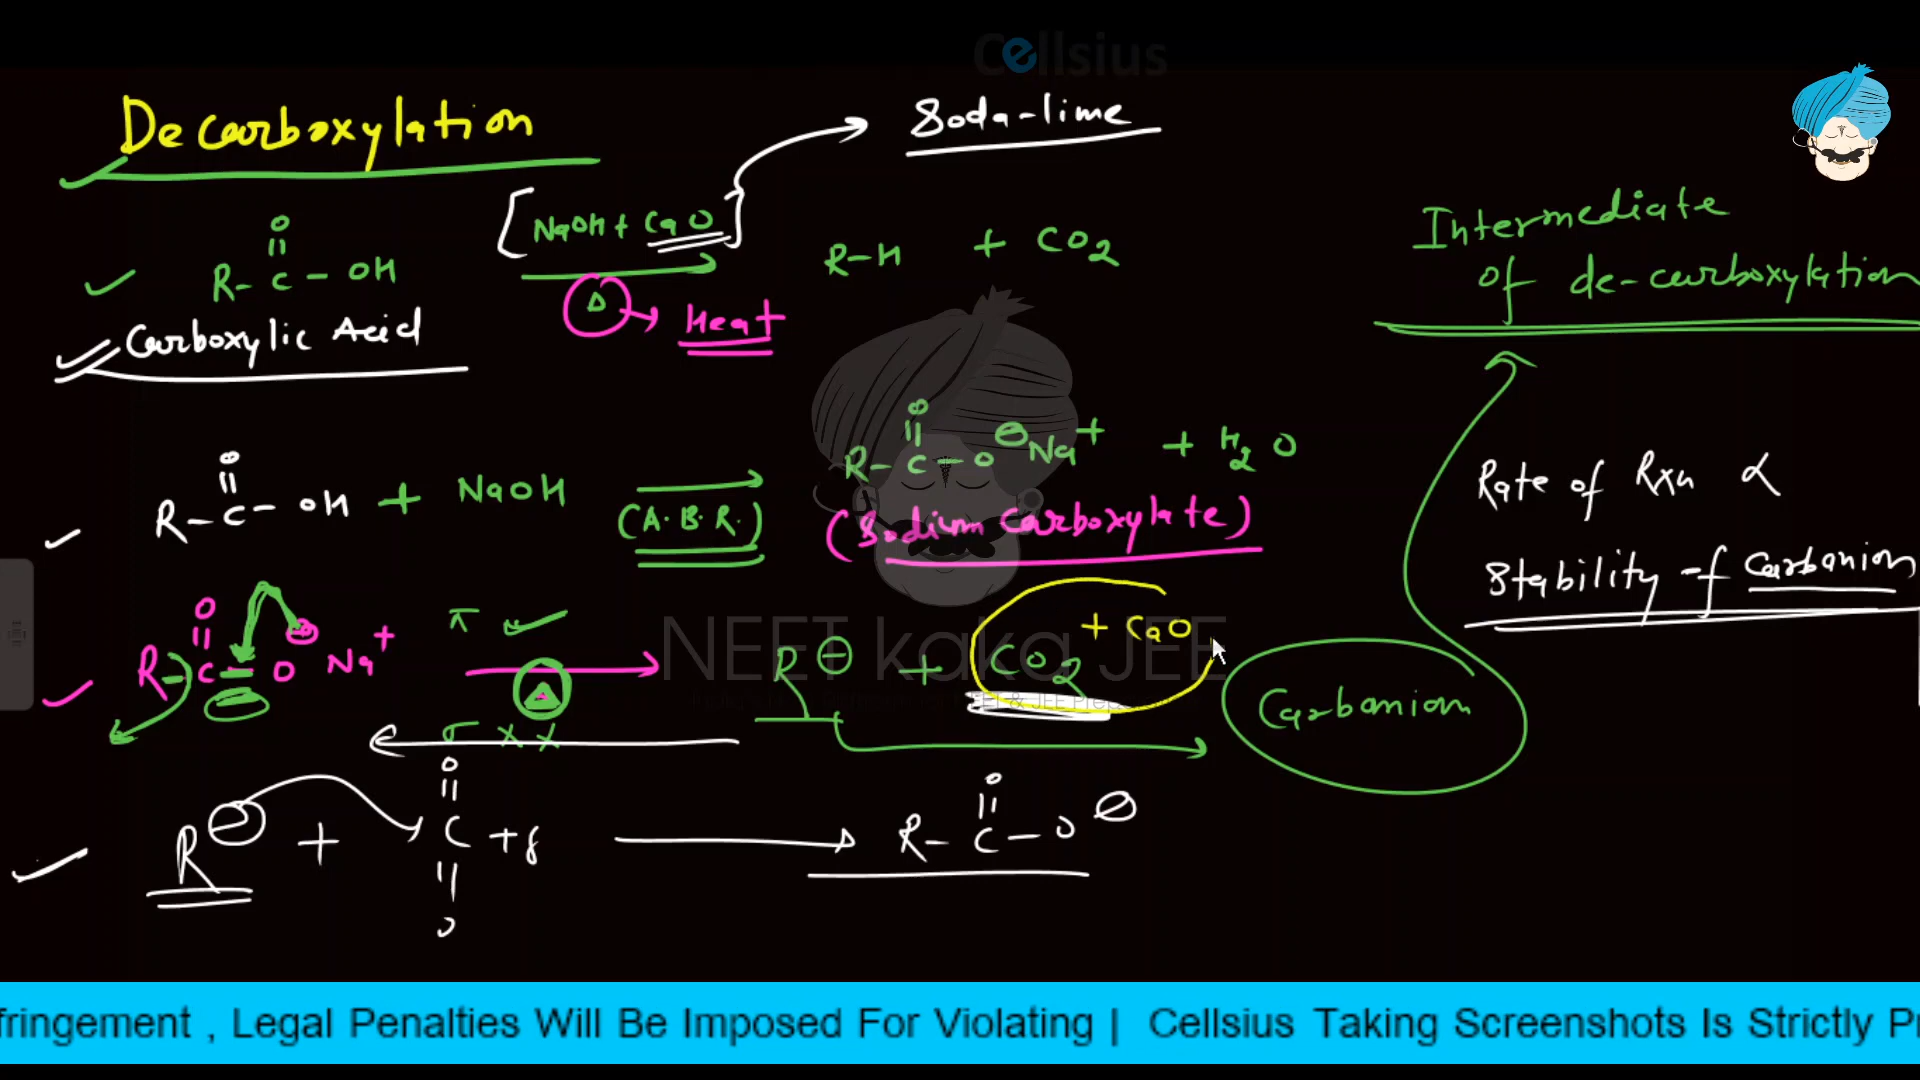 Cellsius
Decarboxylation
Soda-lime
[NaOH + CaO]
O
R-C-OH
Δ → Heat
R-H + CO2
Carboxylic Acid
Intermediate
of de-carboxylation
O
R-C-OH + NaOH
(A.B.R.)
O
R-C-O⊖Na+ + H2O
(Sodium carboxylate)
Rate of Rxn ∝
Stability of Carbanion
O
R-C=O ⊖ Na+
π
Δ
σ x x
R⊖ + CO2 + CaO
Carbanion
NEET kaka JEE
O
R⊖ + C +δ
O
O
R-C-O⊖
fringement , Legal Penalties Will Be Imposed For Violating | Cellsius Taking Screenshots Is Strictly Pr